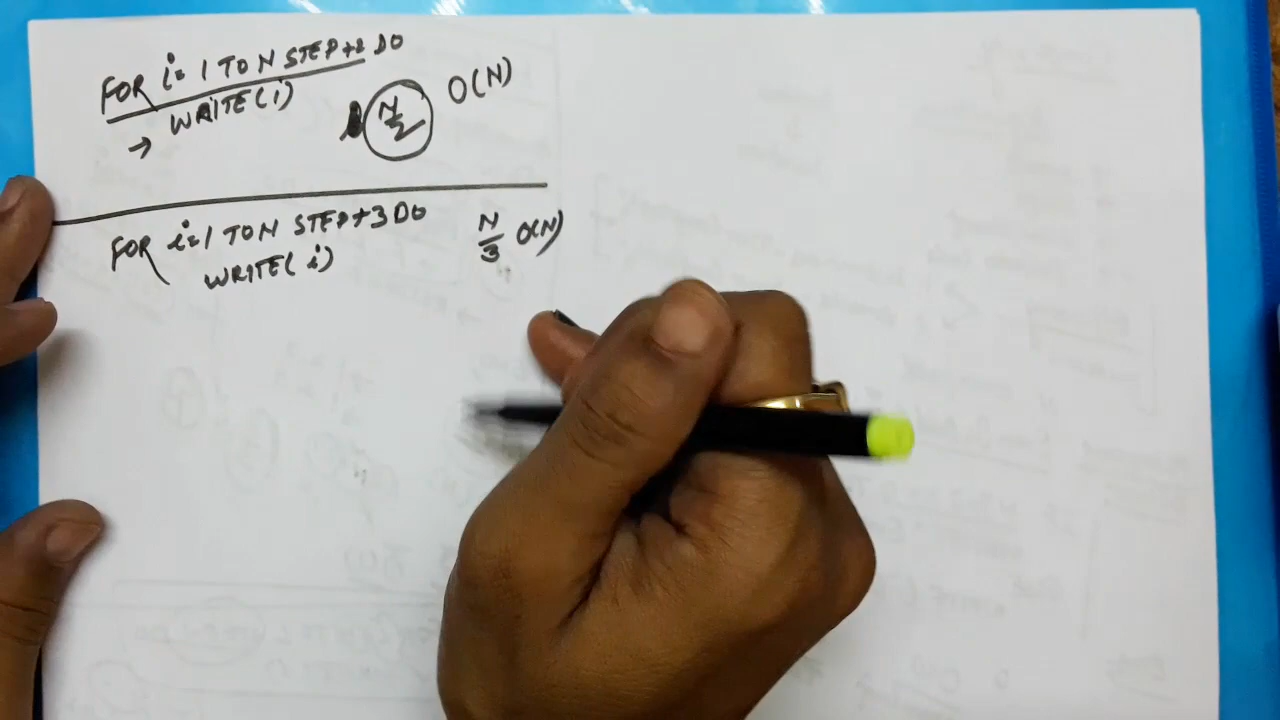 FOR i=1 TO N STEP+2 DO
WRITE(i)
→ N/2 O(N)
FOR i=1 TO N STEP+3 DO
WRITE(i)
N/3 O(N)